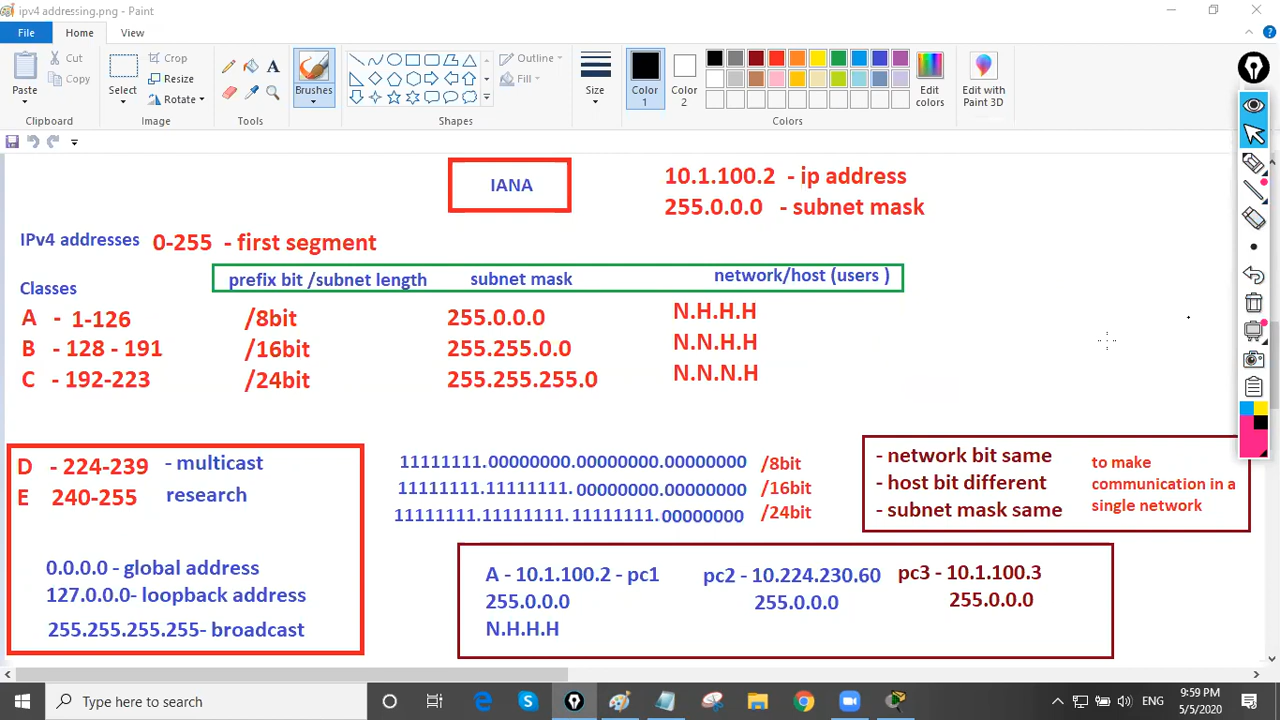 ipv4 addressing.png - Paint
File Home View
Paste
Cut
Copy
Clipboard
Select
Crop
Resize
Rotate
Image
Tools
Brushes
Shapes
Outline
Fill
Size
Color 1
Color 2
Colors
Edit colors
Edit with Paint 3D
IANA
10.1.100.2 - ip address
255.0.0.0 - subnet mask
IPv4 addresses 0-255 - first segment
Classes prefix bit /subnet length subnet mask network/host (users )
A - 1-126 /8bit 255.0.0.0 N.H.H.H
B - 128 - 191 /16bit 255.255.0.0 N.N.H.H
C - 192-223 /24bit 255.255.255.0 N.N.N.H
D - 224-239 - multicast
E 240-255 research
0.0.0.0 - global address
127.0.0.0- loopback address
255.255.255.255- broadcast
11111111.00000000.00000000.00000000 /8bit
11111111.11111111. 00000000.00000000 /16bit
11111111.11111111. 11111111. 00000000 /24bit
- network bit same
- host bit different
- subnet mask same
to make
communication in a
single network
A - 10.1.100.2 - pc1
255.0.0.0
N.H.H.H
pc2 - 10.224.230.60
255.0.0.0
pc3 - 10.1.100.3
255.0.0.0
Type here to search
ENG
9:59 PM
5/5/2020